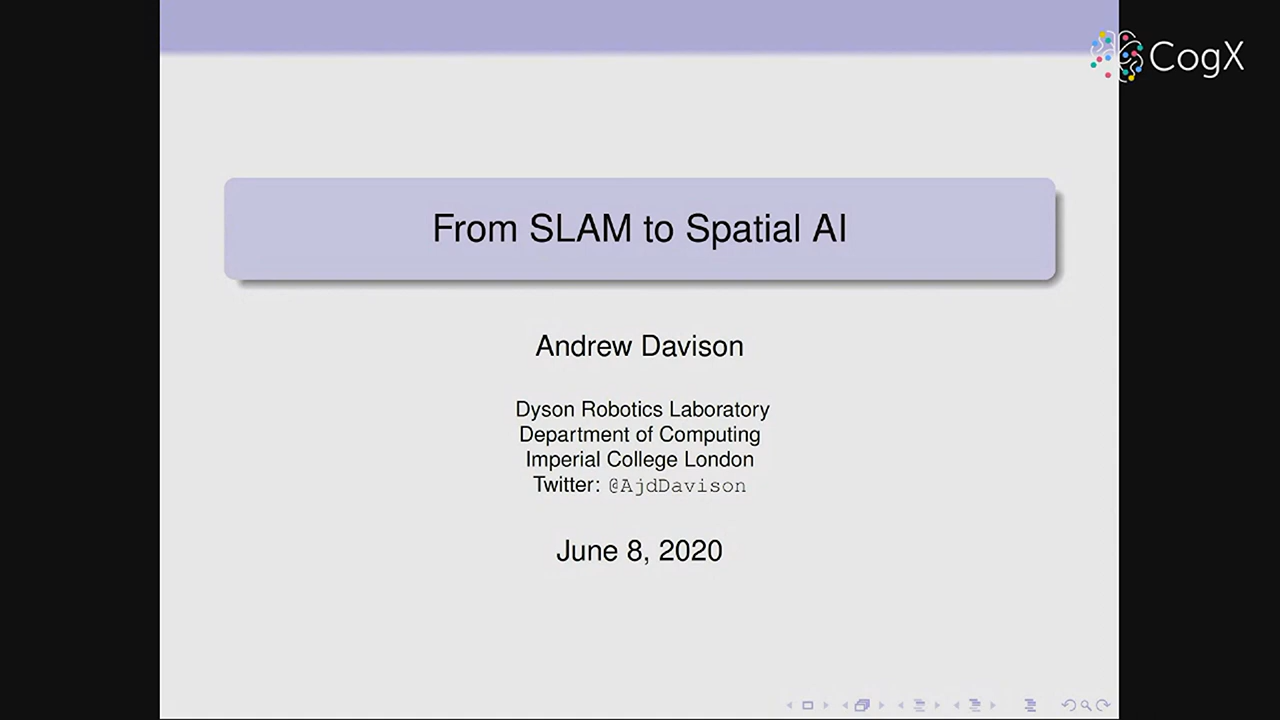 CogX
From SLAM to Spatial AI
Andrew Davison
Dyson Robotics Laboratory
Department of Computing
Imperial College London
Twitter: @AjdDavison
June 8, 2020